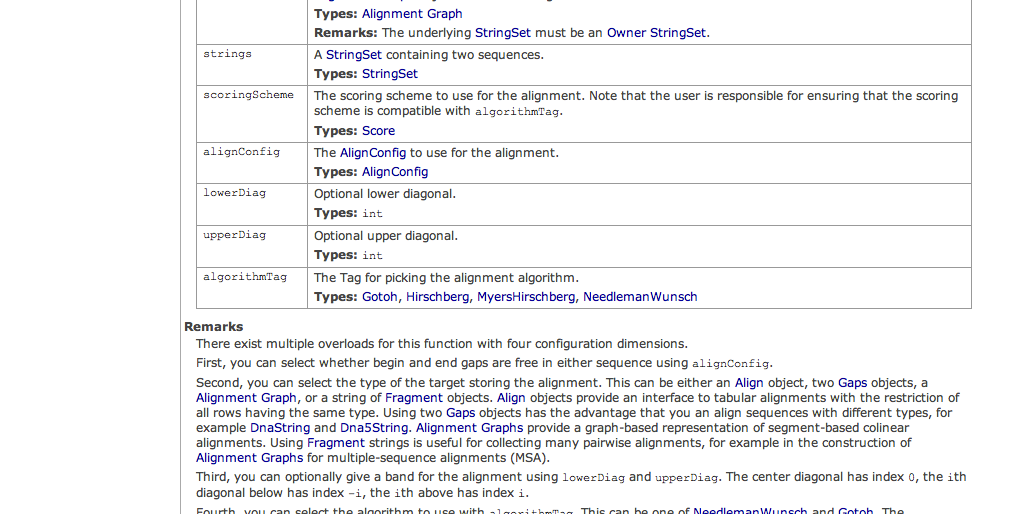 Types: Alignment Graph
Remarks: The underlying StringSet must be an Owner StringSet.
strings
A StringSet containing two sequences.
Types: StringSet
scoringScheme
The scoring scheme to use for the alignment. Note that the user is responsible for ensuring that the scoring
scheme is compatible with algorithmTag.
Types: Score
alignConfig
The AlignConfig to use for the alignment.
Types: AlignConfig
lowerDiag
Optional lower diagonal.
Types: int
upperDiag
Optional upper diagonal.
Types: int
algorithmTag
The Tag for picking the alignment algorithm.
Types: Gotoh, Hirschberg, MyersHirschberg, NeedlemanWunsch
Remarks
There exist multiple overloads for this function with four configuration dimensions.
First, you can select whether begin and end gaps are free in either sequence using alignConfig.
Second, you can select the type of the target storing the alignment. This can be either an Align object, two Gaps objects, a
Alignment Graph, or a string of Fragment objects. Align objects provide an interface to tabular alignments with the restriction of
all rows having the same type. Using two Gaps objects has the advantage that you an align sequences with different types, for
example DnaString and Dna5String. Alignment Graphs provide a graph-based representation of segment-based colinear
alignments. Using Fragment strings is useful for collecting many pairwise alignments, for example in the construction of
Alignment Graphs for multiple-sequence alignments (MSA).
Third, you can optionally give a band for the alignment using lowerDiag and upperDiag. The center diagonal has index 0, the ith
diagonal below has index -i, the ith above has index i.
Fourth, you can select the algorithm to use with algorithmTag. This can be one of NeedlemanWunsch and Gotoh. The